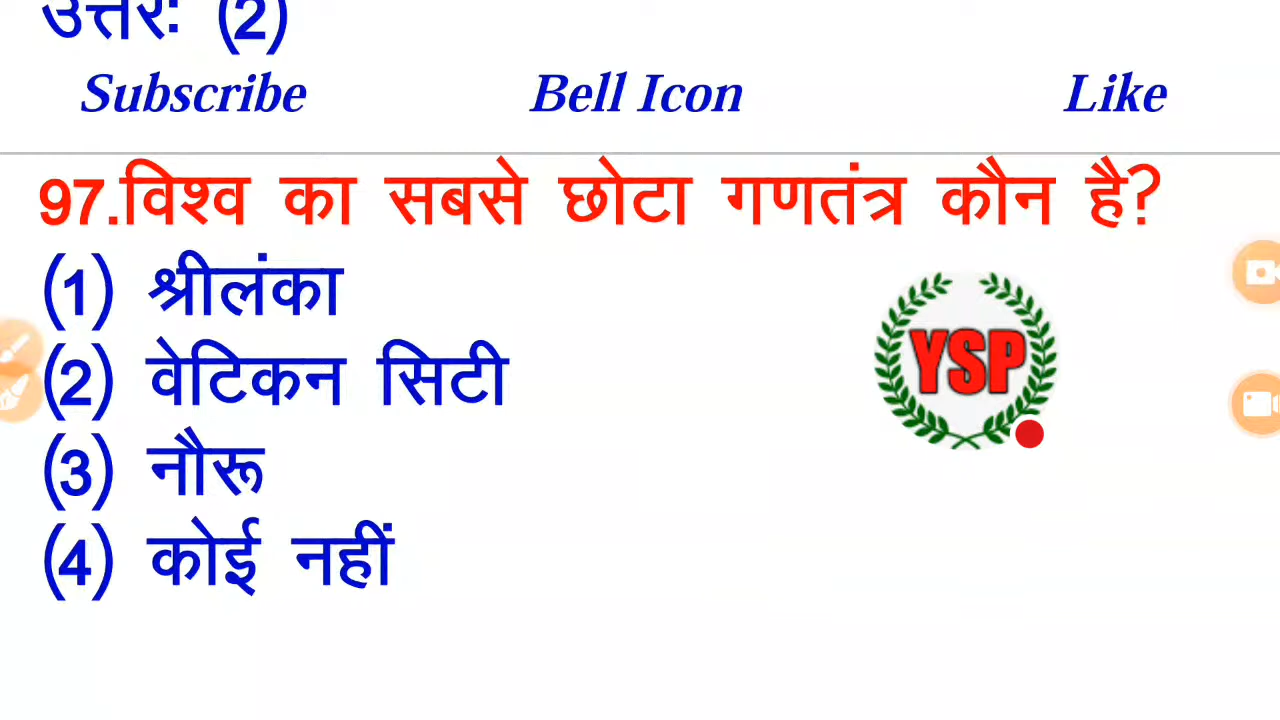 उत्तरः (2)
Subscribe Bell Icon Like
97.विश्व का सबसे छोटा गणतंत्र कौन है?
(1) श्रीलंका
(2) वेटिकन सिटी
YSP
(3) नौरू
(4) कोई नहीं